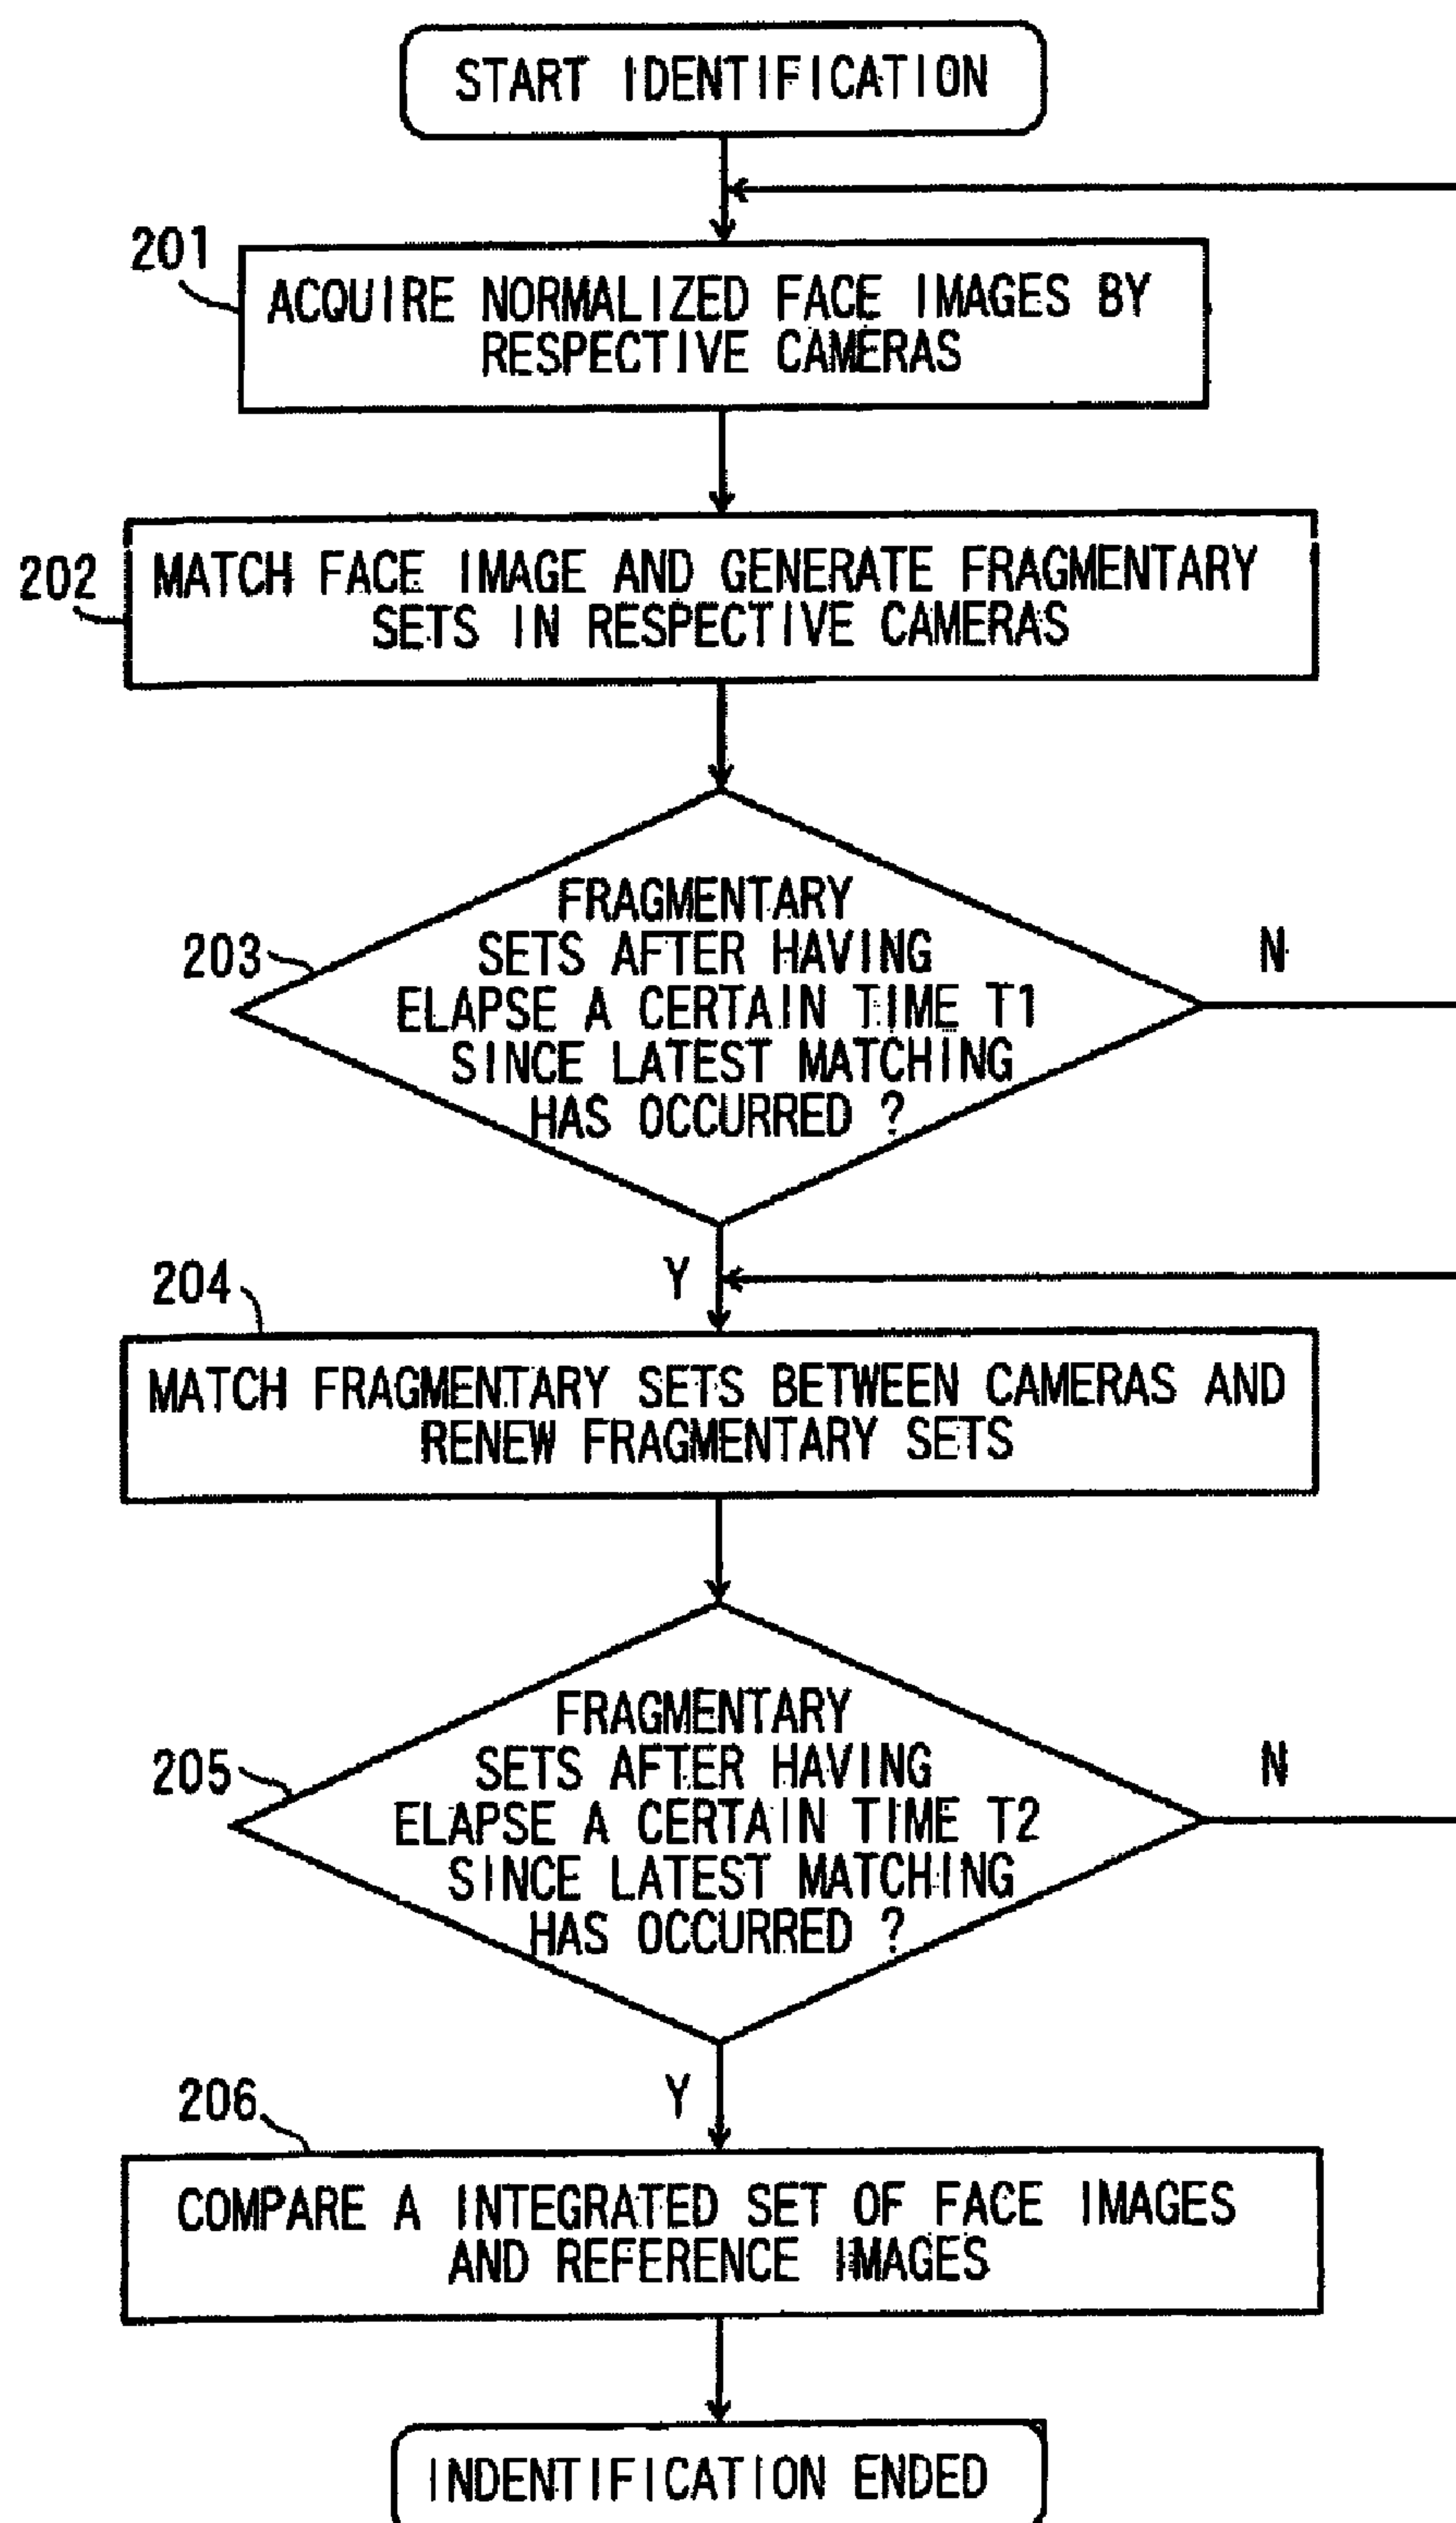 START IDENTIFICATION
201
ACQUIRE NORMALIZED FACE IMAGES BY
RESPECTIVE CAMERAS
202
MATCH FACE IMAGE AND GENERATE FRAGMENTARY
SETS IN RESPECTIVE CAMERAS
203
FRAGMENTARY
SETS AFTER HAVING
ELAPSE A CERTAIN TIME T1
SINCE LATEST MATCHING
HAS OCCURRED ?
N
Y
204
MATCH FRAGMENTARY SETS BETWEEN CAMERAS AND
RENEW FRAGMENTARY SETS
205
FRAGMENTARY
SETS AFTER HAVING
ELAPSE A CERTAIN TIME T2
SINCE LATEST MATCHING
HAS OCCURRED ?
N
Y
206
COMPARE A INTEGRATED SET OF FACE IMAGES
AND REFERENCE IMAGES
INDENTIFICATION ENDED